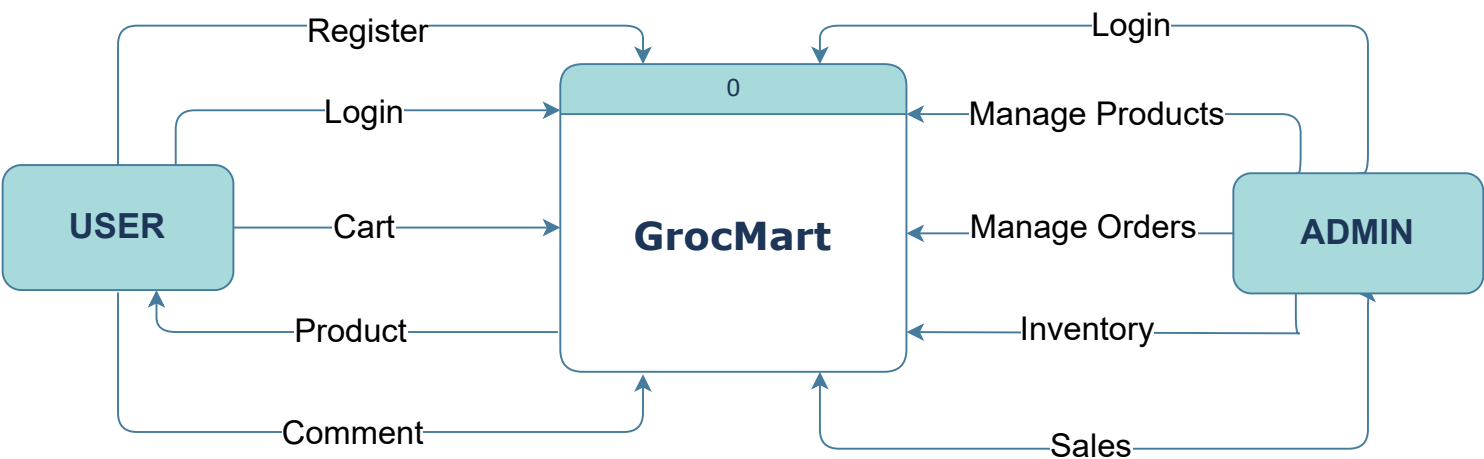 Register
Login
0
Login
Manage Products
USER
Cart
GrocMart
Manage Orders
ADMIN
Product
Inventory
Comment
Sales